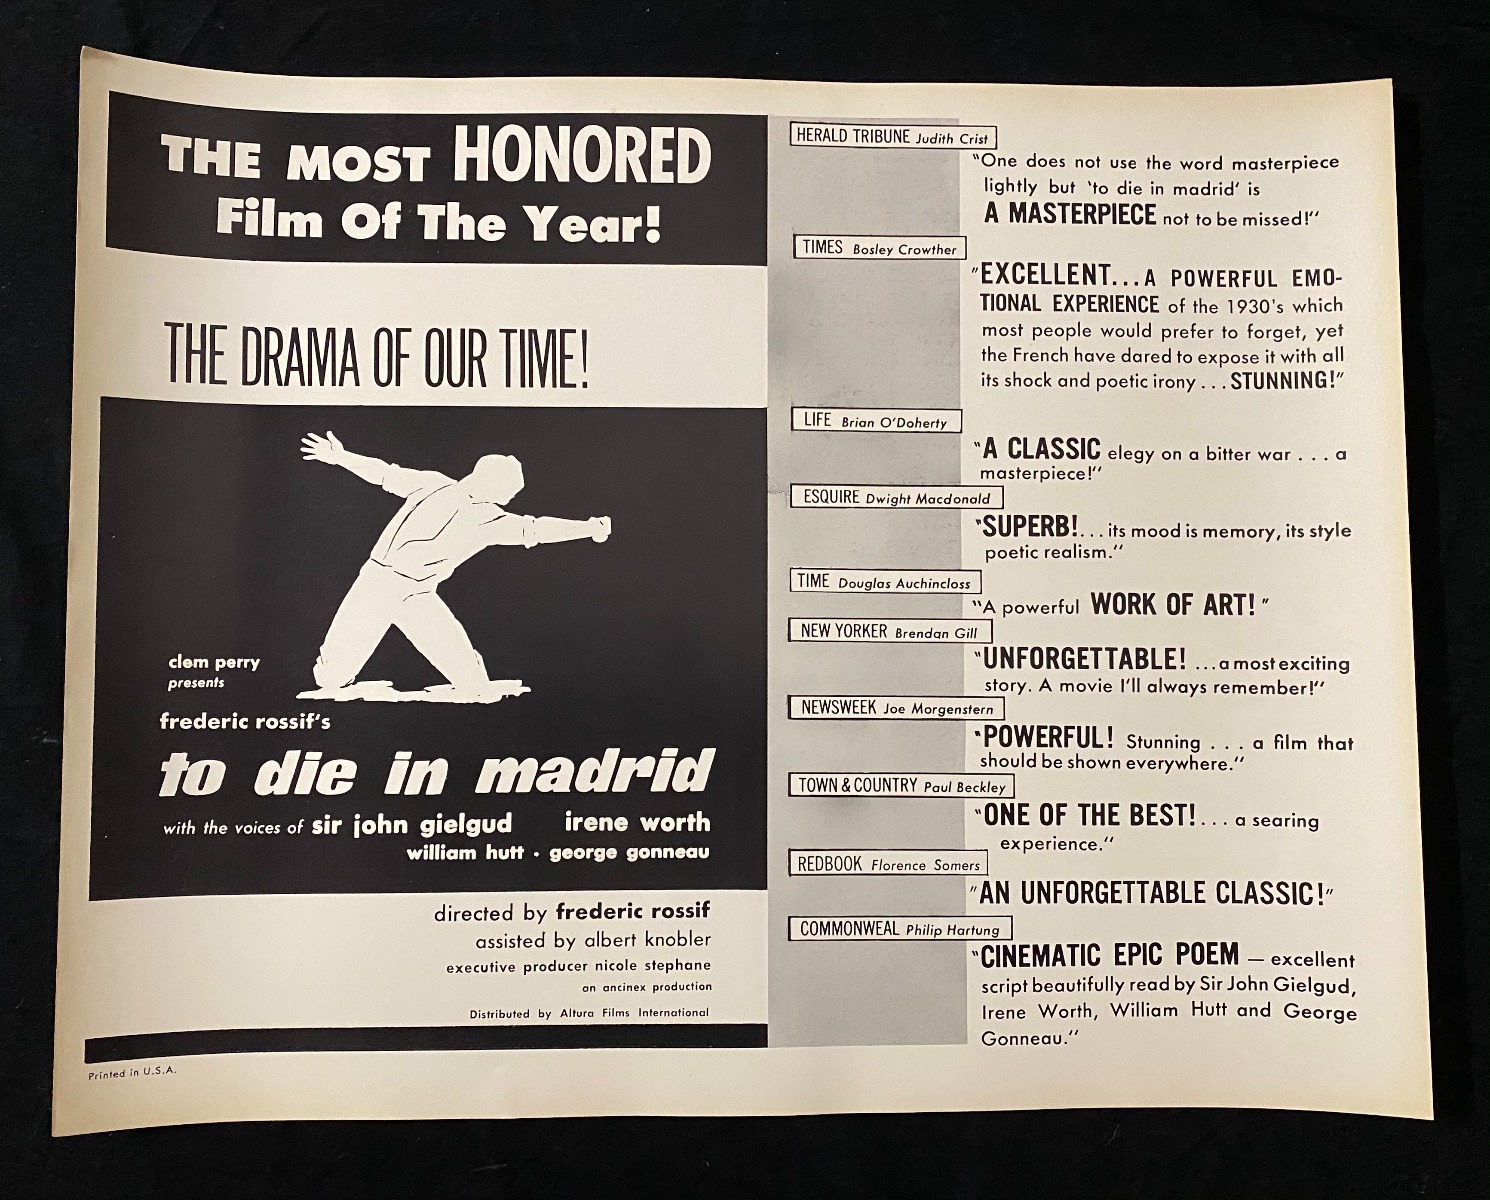 THE MOST HONORED
Film Of The Year!
THE DRAMA OF OUR TIME!
clem perry
presents
frederic rossif's
to die in madrid
with the voices of sir john gielgud irene worth
william hutt · george gonneau
directed by frederic rossif
assisted by albert knobler
executive producer nicole stephane
an ancinex production
Distributed by Altura Films International
Printed in U.S.A.
HERALD TRIBUNE Judith Crist
"One does not use the word masterpiece
lightly but 'to die in madrid' is
A MASTERPIECE not to be missed!"
TIMES Bosley Crowther
"EXCELLENT...A POWERFUL EMO-
TIONAL EXPERIENCE of the 1930's which
most people would prefer to forget, yet
the French have dared to expose it with all
its shock and poetic irony ... STUNNING!"
LIFE Brian O'Doherty
"A CLASSIC elegy on a bitter war . . . a
masterpiece!"
ESQUIRE Dwight Macdonald
"SUPERB!...its mood is memory, its style
poetic realism."
TIME Douglas Auchincloss
"A powerful WORK OF ART!"
NEW YORKER Brendan Gill
"UNFORGETTABLE! ...a most exciting
story. A movie I'll always remember!"
NEWSWEEK Joe Morgenstern
"POWERFUL! Stunning . . . a film that
should be shown everywhere."
TOWN & COUNTRY Paul Beckley
"ONE OF THE BEST!... a searing
experience."
REDBOOK Florence Somers
"AN UNFORGETTABLE CLASSIC!"
COMMONWEAL Philip Hartung
"CINEMATIC EPIC POEM — excellent
script beautifully read by Sir John Gielgud,
Irene Worth, William Hutt and George
Gonneau."